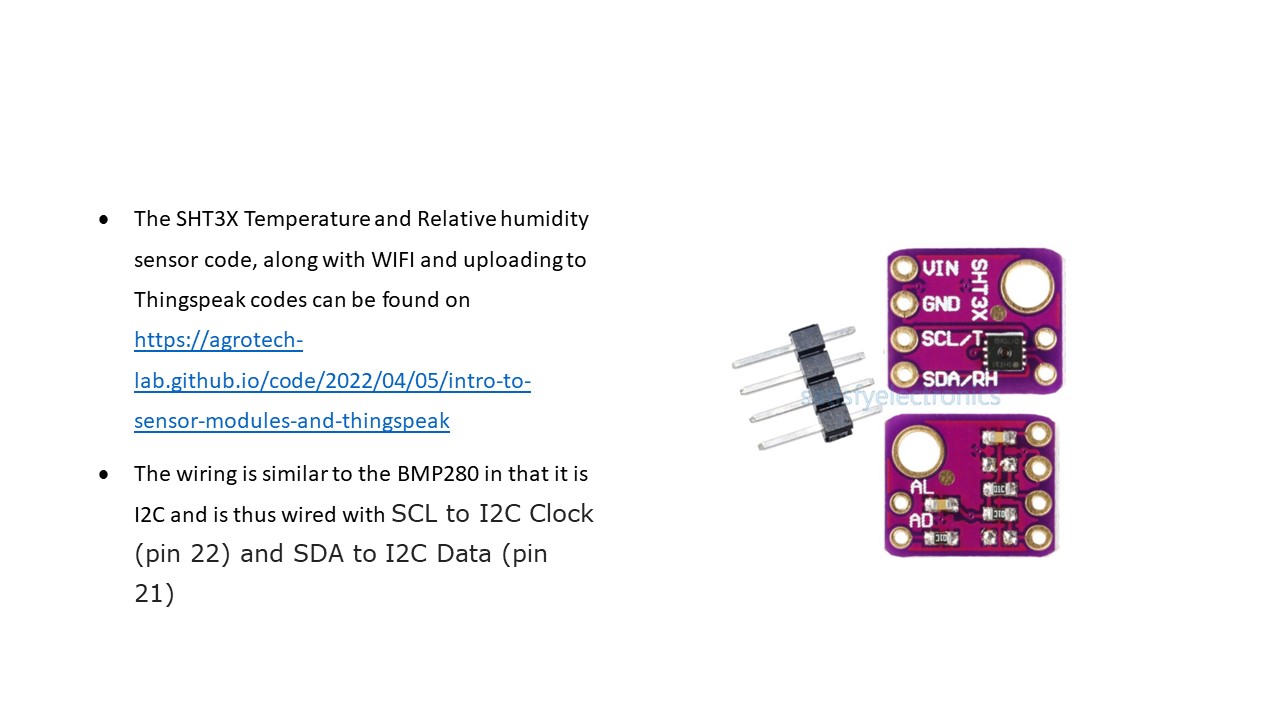 The SHT3X Temperature and Relative humidity
sensor code, along with WIFI and uploading to
Thingspeak codes can be found on
https://agrotech-
lab.github.io/code/2022/04/05/intro-to-
sensor-modules-and-thingspeak
The wiring is similar to the BMP280 in that it is
I2C and is thus wired with SCL to I2C Clock
(pin 22) and SDA to I2C Data (pin
21)
VIN
GND
SCL/T
SDA/RH
SHT3X
satisfyelectronics
AL
AD